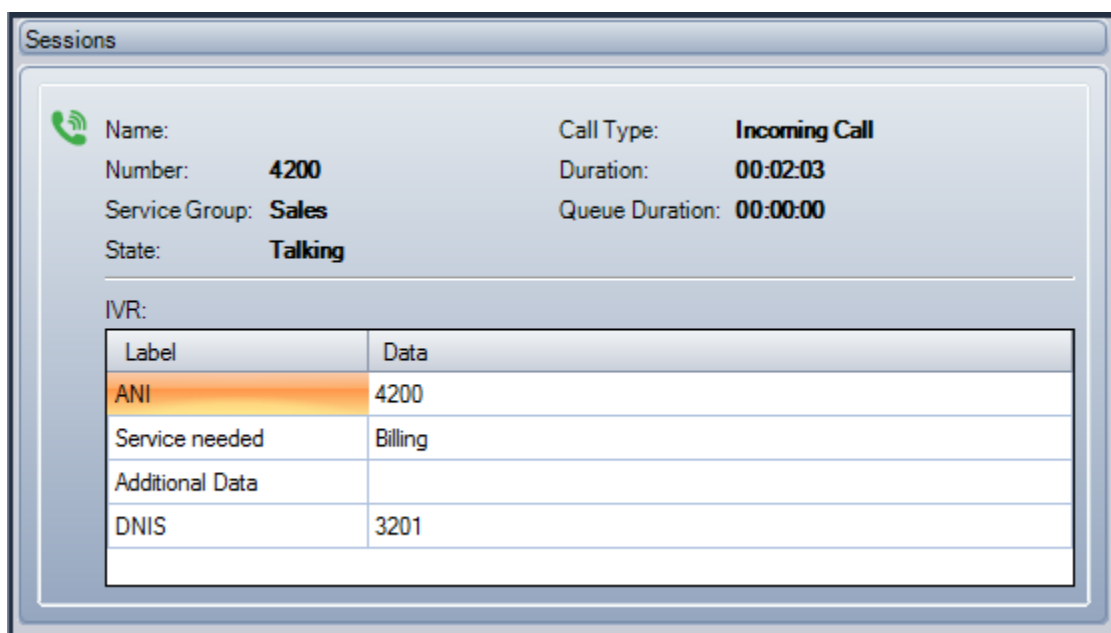 Sessions
Name: Call Type: Incoming Call
Number: 4200 Duration: 00:02:03
Service Group: Sales Queue Duration: 00:00:00
State: Talking
IVR:
Label Data
ANI 4200
Service needed Billing
Additional Data
DNIS 3201